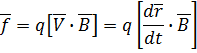 f̅ = q[V̅ · B̅] = q[dr̅/dt · B̅]